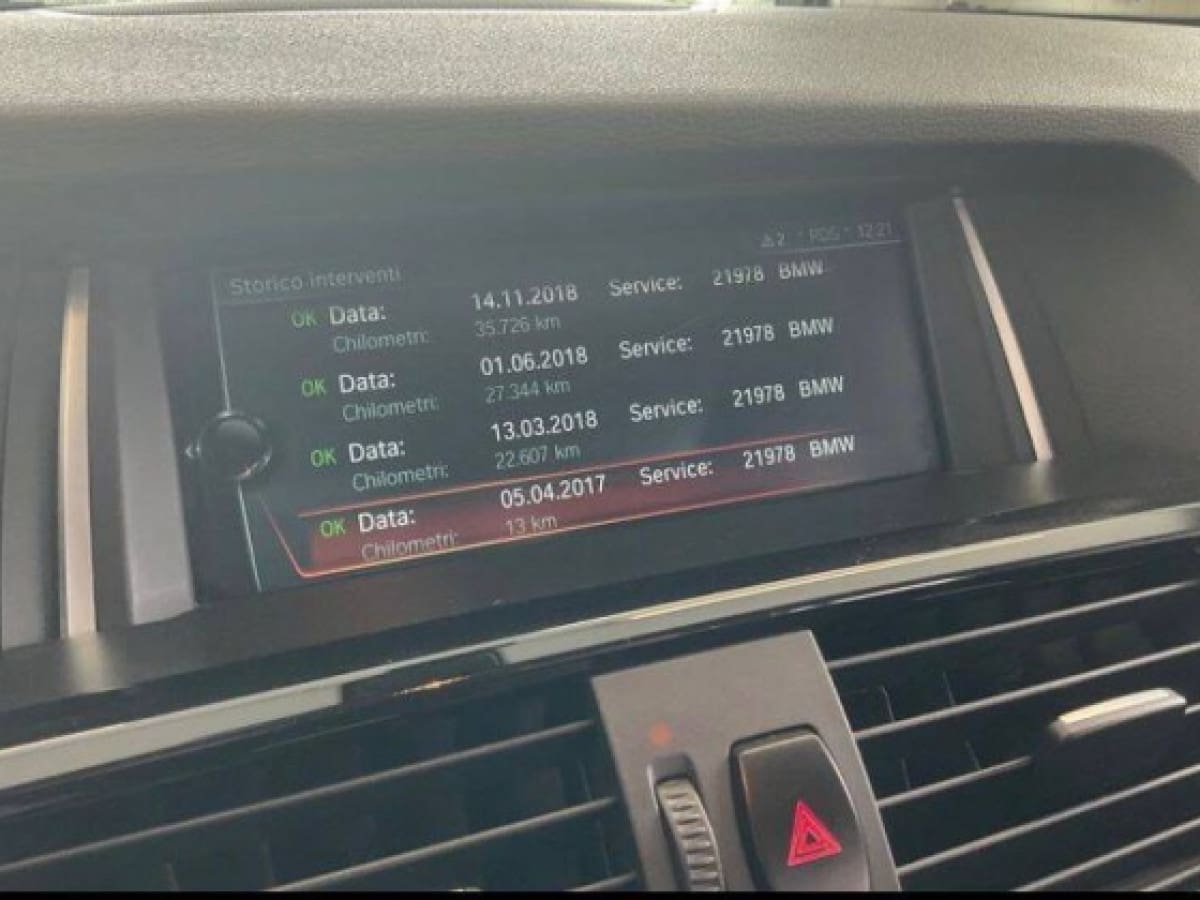 2 RDS 12:21
Storico interventi
OK Data: 14.11.2018 Service: 21978 BMW
Chilometri: 35.726 km
OK Data: 01.06.2018 Service: 21978 BMW
Chilometri: 27.344 km
OK Data: 13.03.2018 Service: 21978 BMW
Chilometri: 22.607 km
OK Data: 05.04.2017 Service: 21978 BMW
Chilometri: 13 km